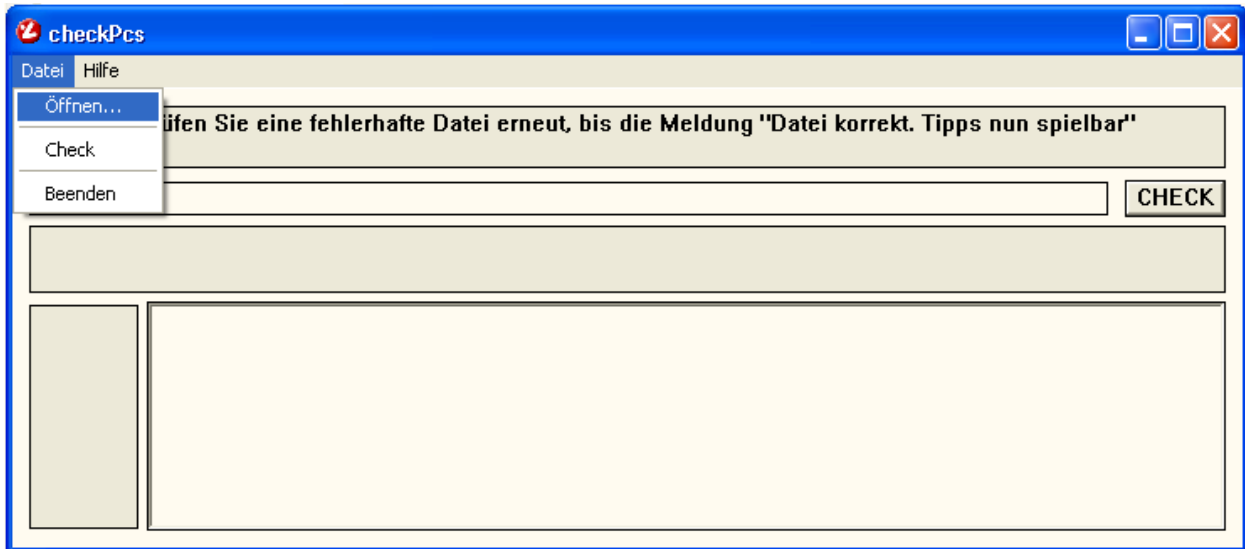 checkPcs
Datei Hilfe
Öffnen...
Check
Beenden
Sie eine fehlerhafte Datei erneut, bis die Meldung "Datei korrekt. Tipps nun spielbar"
CHECK